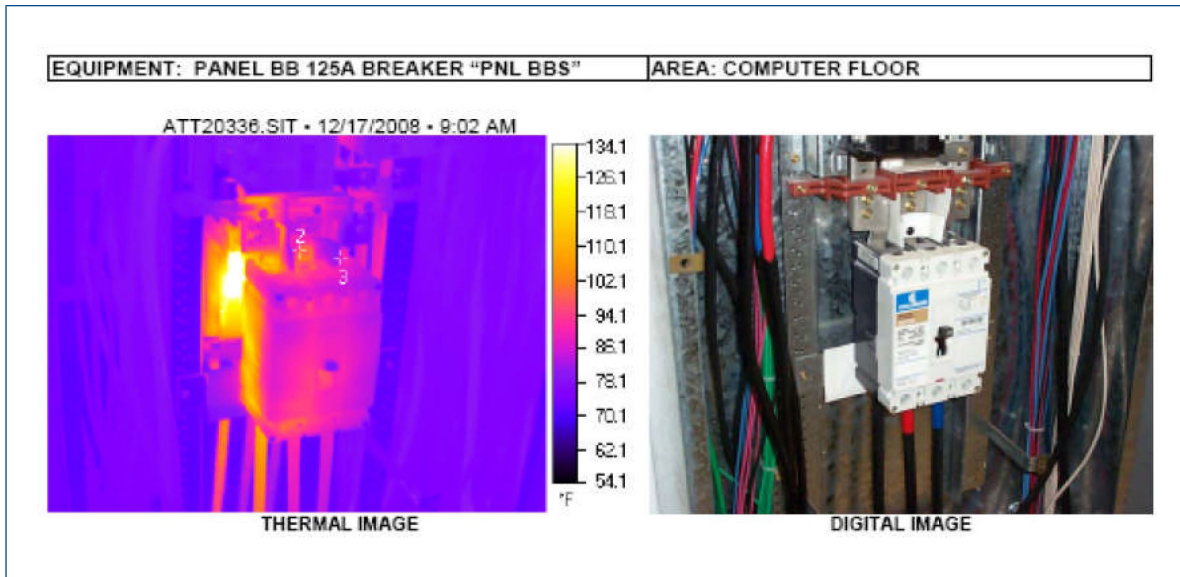 EQUIPMENT: PANEL BB 125A BREAKER "PNL BBS"
AREA: COMPUTER FLOOR
ATT20336.SIT • 12/17/2008 • 9:02 AM
134.1
126.1
118.1
110.1
102.1
94.1
86.1
78.1
70.1
62.1
54.1
°F
2
3
THERMAL IMAGE
DIGITAL IMAGE